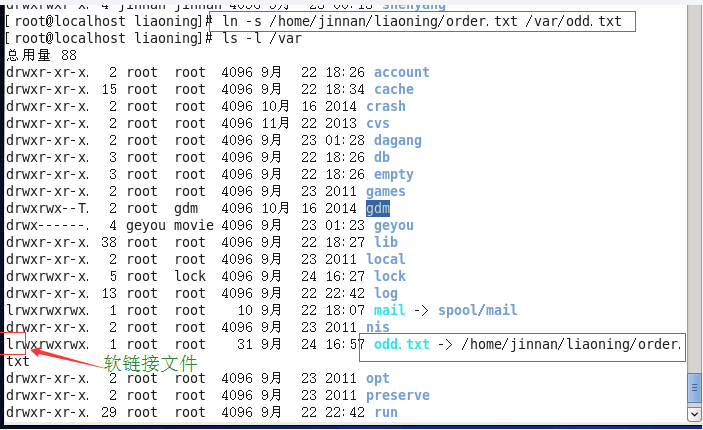 [root@localhost liaoning]# ln -s /home/jinnan/liaoning/order.txt /var/odd.txt
[root@localhost liaoning]# ls -l /var
总用量 88
drwxr-xr-x.  2 root  root  4096 9月  22 18:26 account
drwxr-xr-x. 15 root  root  4096 9月  22 18:34 cache
drwxr-xr-x.  2 root  root  4096 10月 16 2014 crash
drwxr-xr-x.  2 root  root  4096 11月 22 2013 cvs
drwxr-xr-x.  2 root  root  4096 9月  23 01:28 dagang
drwxr-xr-x.  3 root  root  4096 9月  22 18:26 db
drwxr-xr-x.  3 root  root  4096 9月  22 18:26 empty
drwxr-xr-x.  2 root  root  4096 9月  23 2011 games
drwxrwx--T.  2 root  gdm   4096 10月 16 2014 gdm
drwx------.  4 geyou movie 4096 9月  23 01:23 geyou
drwxr-xr-x. 38 root  root  4096 9月  22 18:27 lib
drwxr-xr-x.  2 root  root  4096 9月  23 2011 local
drwxrwxr-x.  5 root  lock  4096 9月  24 16:27 lock
drwxr-xr-x. 13 root  root  4096 9月  22 22:42 log
lrwxrwxrwx.  1 root  root    10 9月  22 18:07 mail -> spool/mail
drwxr-xr-x.  2 root  root  4096 9月  23 2011 nis
lrwxrwxrwx.  1 root  root    31 9月  24 16:57 odd.txt -> /home/jinnan/liaoning/order.
txt
软链接文件
drwxr-xr-x.  2 root  root  4096 9月  23 2011 opt
drwxr-xr-x.  2 root  root  4096 9月  23 2011 preserve
drwxr-xr-x. 29 root  root  4096 9月  22 22:42 run